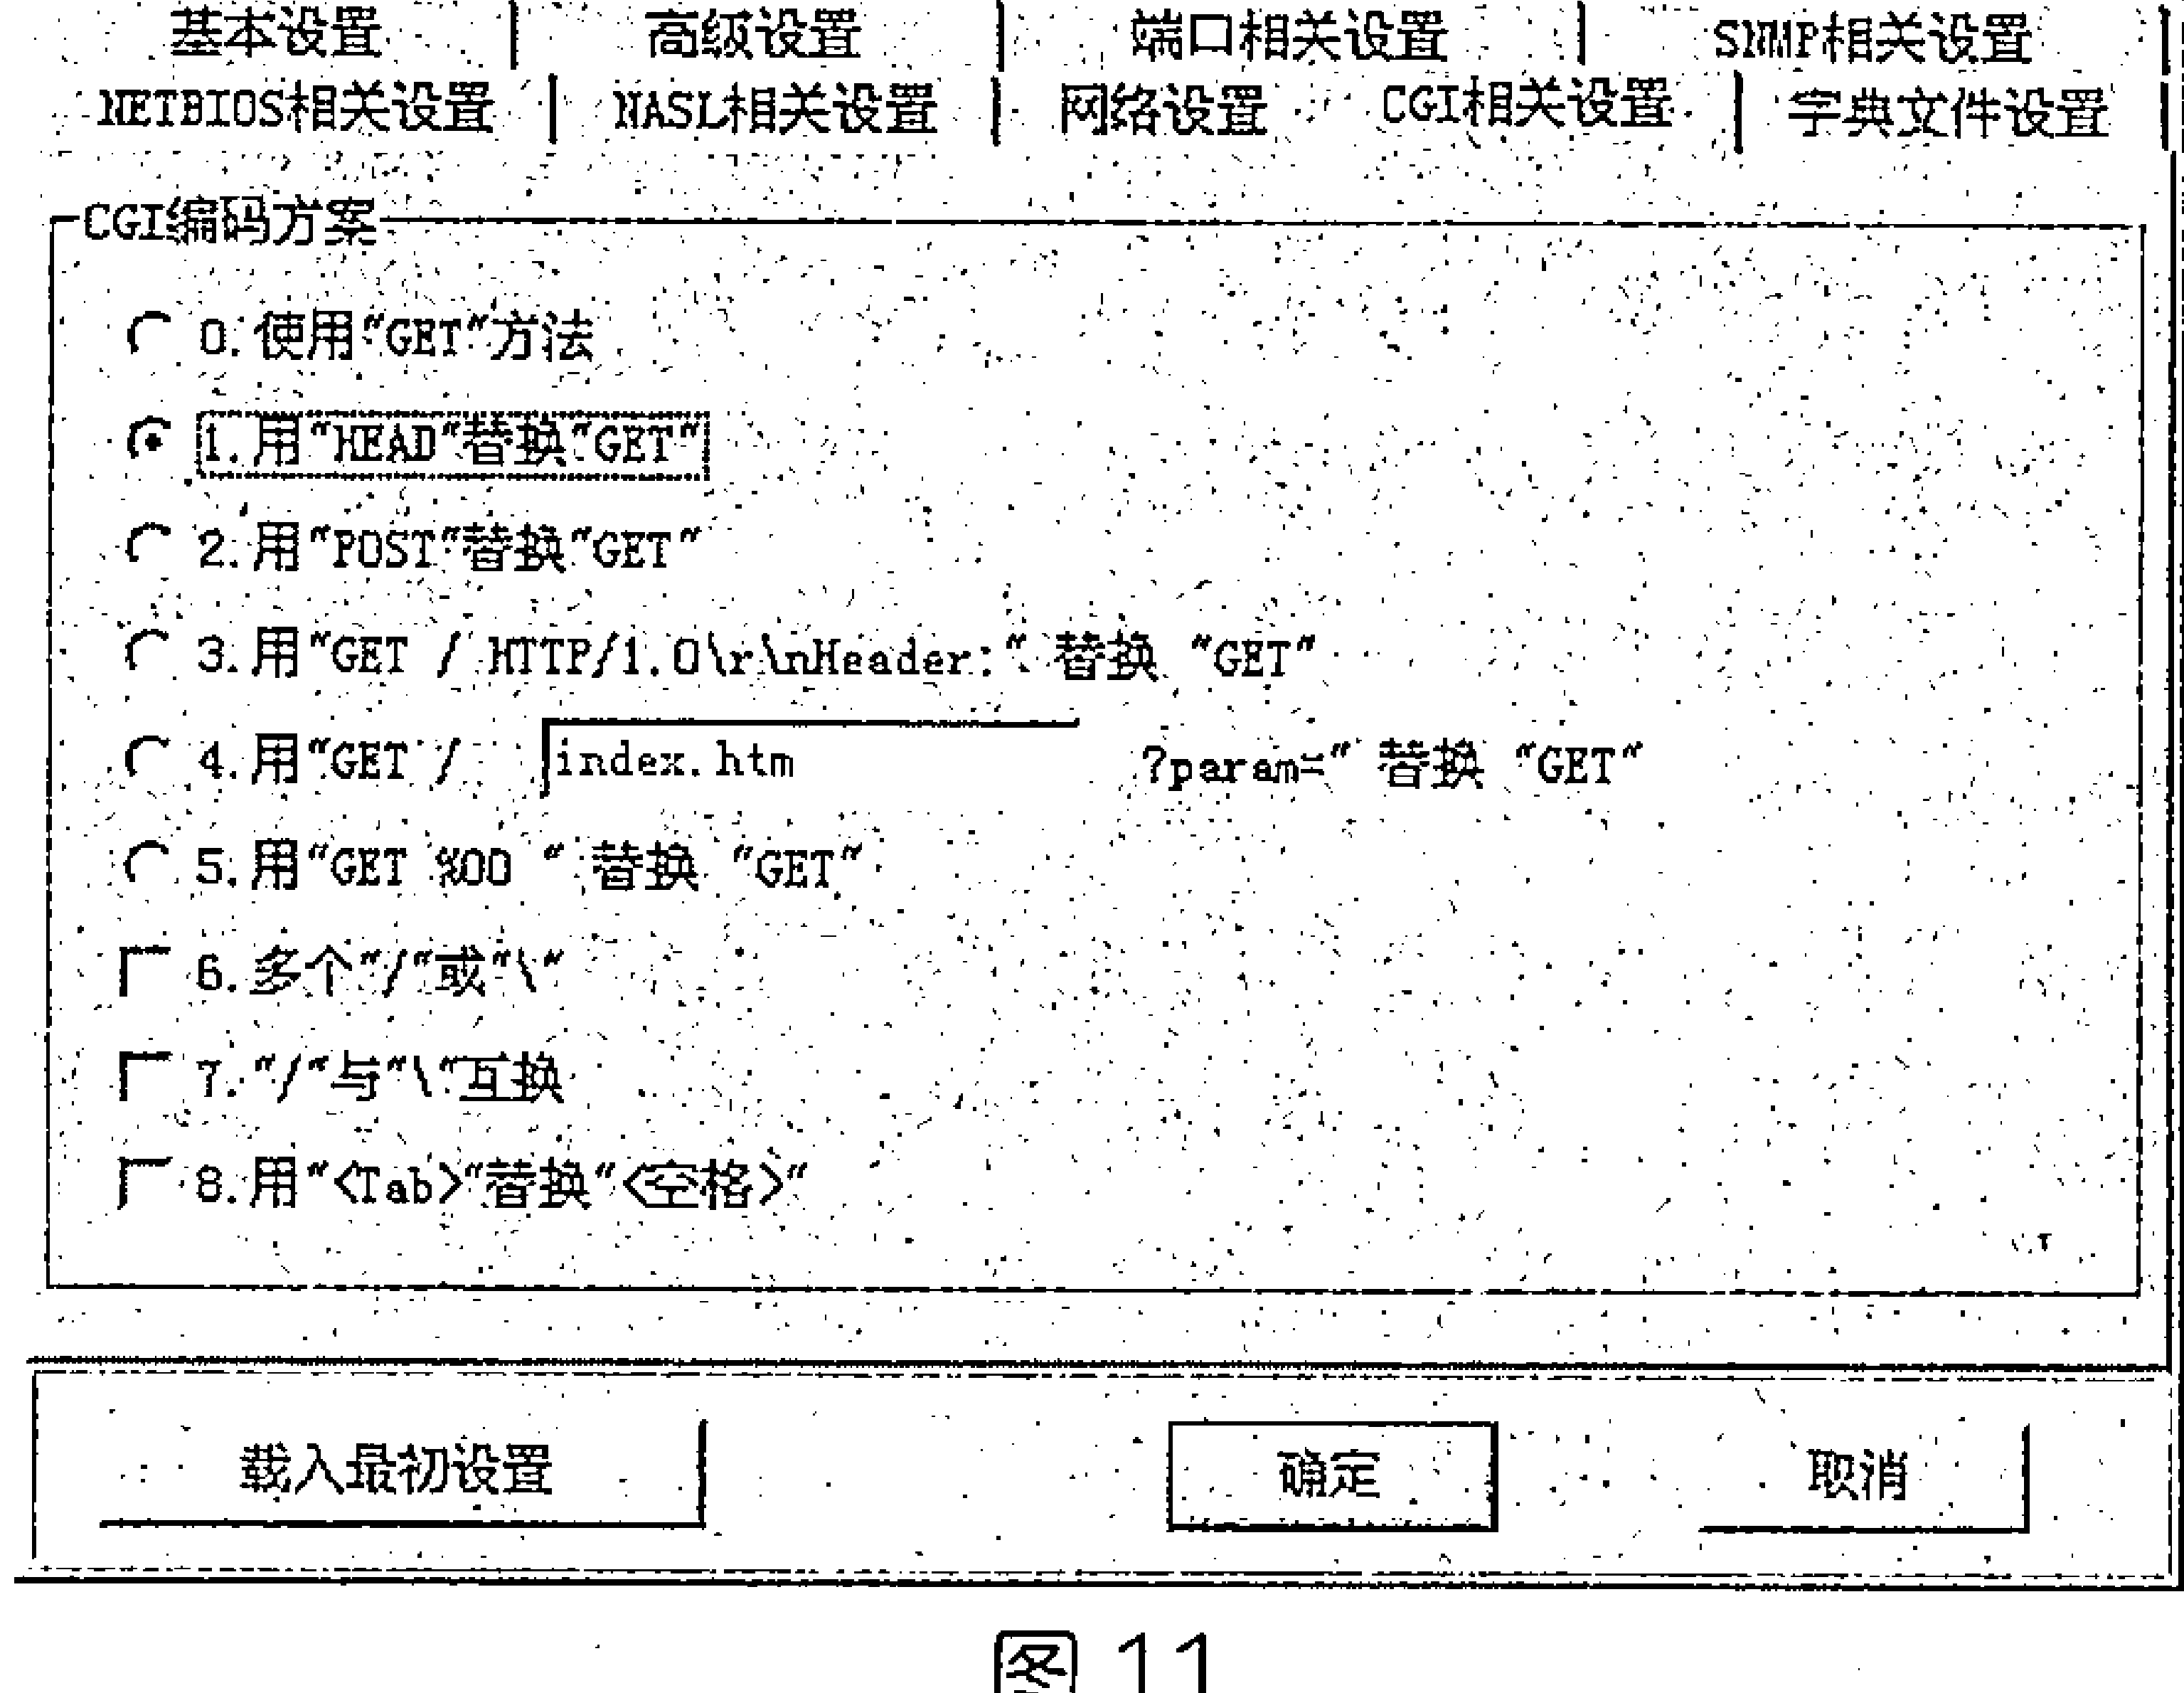 基本设置 高级设置 端口相关设置 SNMP相关设置
NETBIOS相关设置 NASL相关设置 网络设置 CGI相关设置 字典文件设置
CGI编码方案
0.使用"GET"方法
1.用"HEAD"替换"GET"
2.用"POST"替换"GET"
3.用"GET / HTTP/1.0\r\nHeader:" 替换 "GET"
4.用"GET / index.htm ?param=" 替换 "GET"
5.用"GET %00 " 替换 "GET"
6.多个"/"或"\"
7."/"与"\"互换
8.用"<Tab>"替换"<空格>"
载入最初设置 确定 取消
图 11